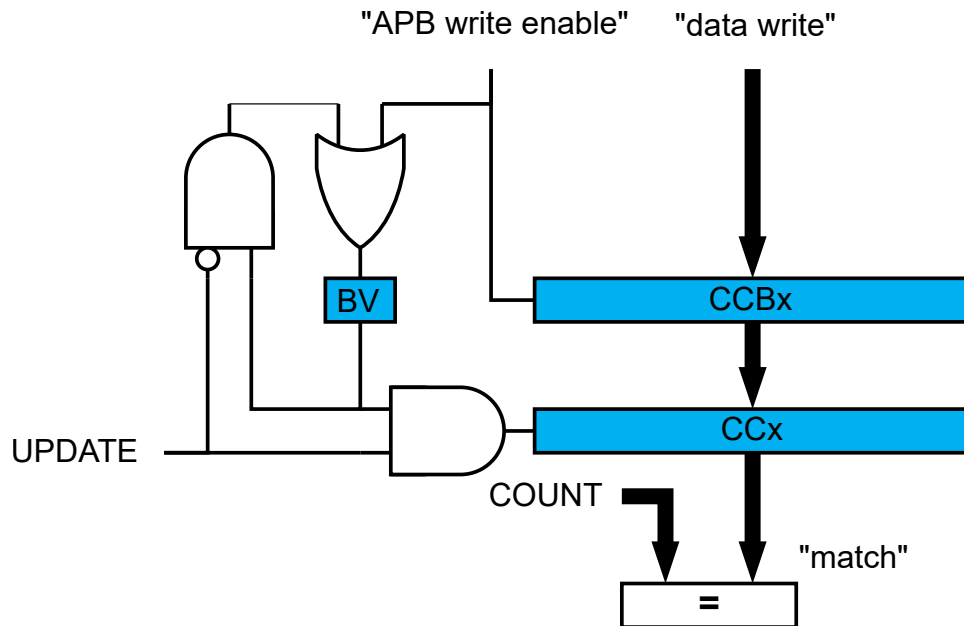 "APB write enable" "data write"
BV
CCBx
CCx
UPDATE
COUNT
"match"
=